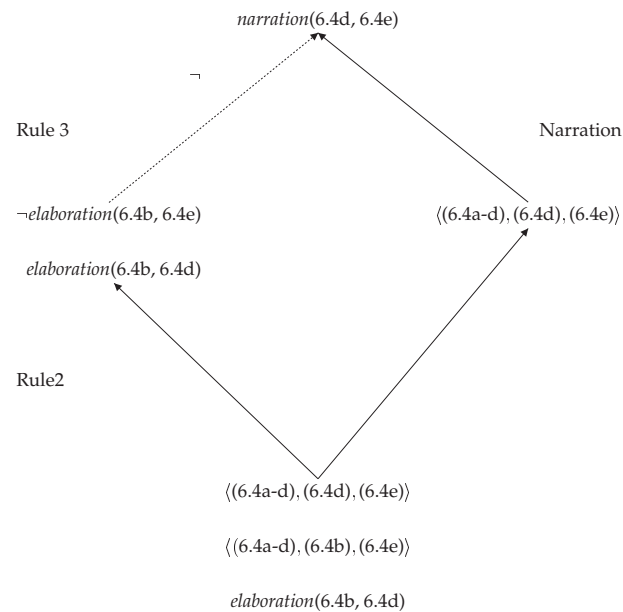 narration(6.4d, 6.4e)
¬
Rule 3
Narration
¬elaboration(6.4b, 6.4e)
⟨(6.4a-d), (6.4d), (6.4e)⟩
elaboration(6.4b, 6.4d)
Rule2
⟨(6.4a-d), (6.4d), (6.4e)⟩
⟨(6.4a-d), (6.4b), (6.4e)⟩
elaboration(6.4b, 6.4d)